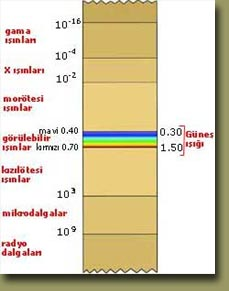 10-16
gama
ışınları
10-4
X ışınları
10-2
morötesi
ışınlar
mavi 0.40
0.30
görülebilir
ışınlar
Güneş
ışığı
kırmızı 0.70
1.50
kızılötesi
ışınlar
10³
mikrodalgalar
10⁹
radyo
dalgaları